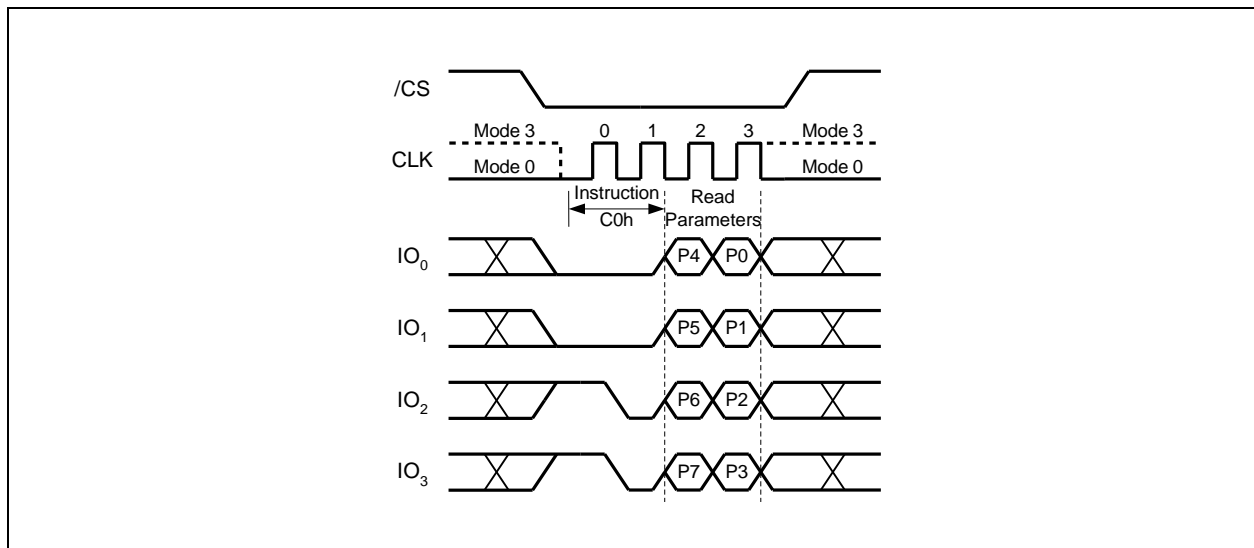 /CS
Mode 3 0 1 2 3 Mode 3
CLK
Mode 0 Mode 0
Instruction Read
C0h Parameters
IO0 P4 P0
IO1 P5 P1
IO2 P6 P2
IO3 P7 P3